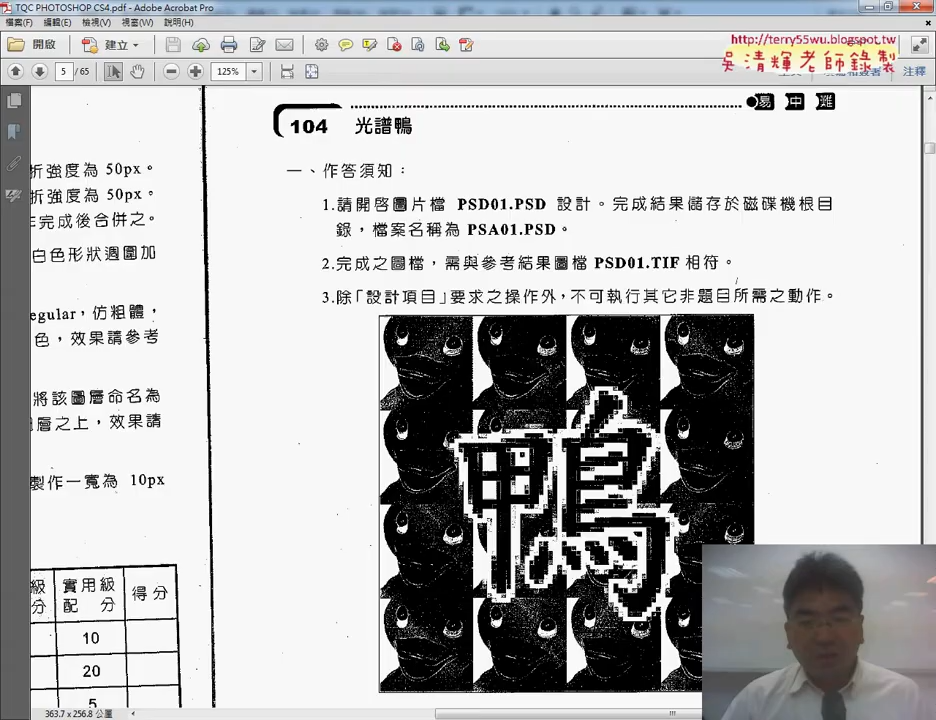 TQC PHOTOSHOP CS4.pdf - Adobe Acrobat Pro
檔案(F) 編輯(E) 檢視(V) 視窗(W) 說明(H)
http://terry55wu.blogspot.tw
吳清輝老師錄製
開啟 建立
5 / 65 125% 註釋
易 中 難
104 光譜鴨
一、作答須知：
1.請開啓圖片檔 PSD01.PSD 設計。完成結果儲存於磁碟機根目
錄，檔案名稱為 PSA01.PSD。
2.完成之圖檔，需與參考結果圖檔 PSD01.TIF 相符。
3.除「設計項目」要求之操作外，不可執行其它非題目所需之動作。
鴨
折強度為 50px。
折強度為 50px。
完成後合併之。
白色形狀週圍加
egular，仿粗體，
色，效果請參考
將該圖層命名為
層之上，效果請
製作一寬為 10px
級 實用級 得分
分 配分
10
20
5
363.7 x 256.8 公釐